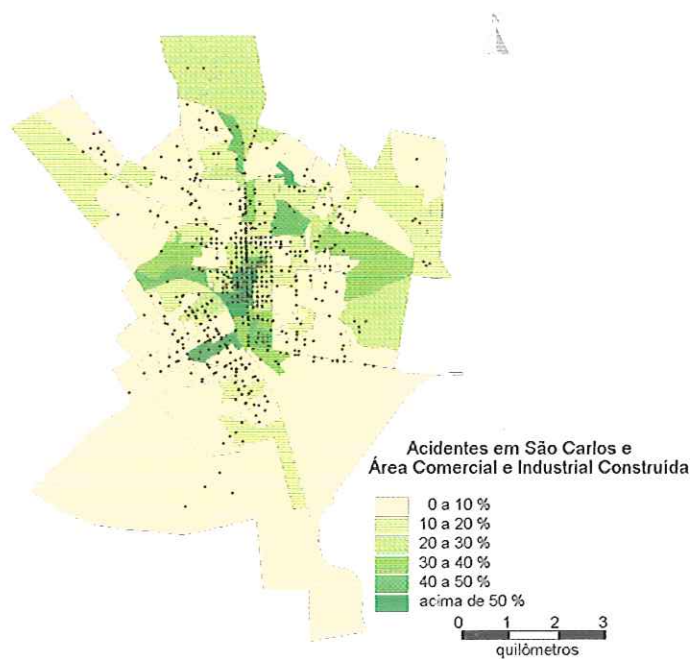 Acidentes em São Carlos e
Área Comercial e Industrial Construída
0 a 10 %
10 a 20 %
20 a 30 %
30 a 40 %
40 a 50 %
acima de 50 %
0 1 2 3
quilômetros